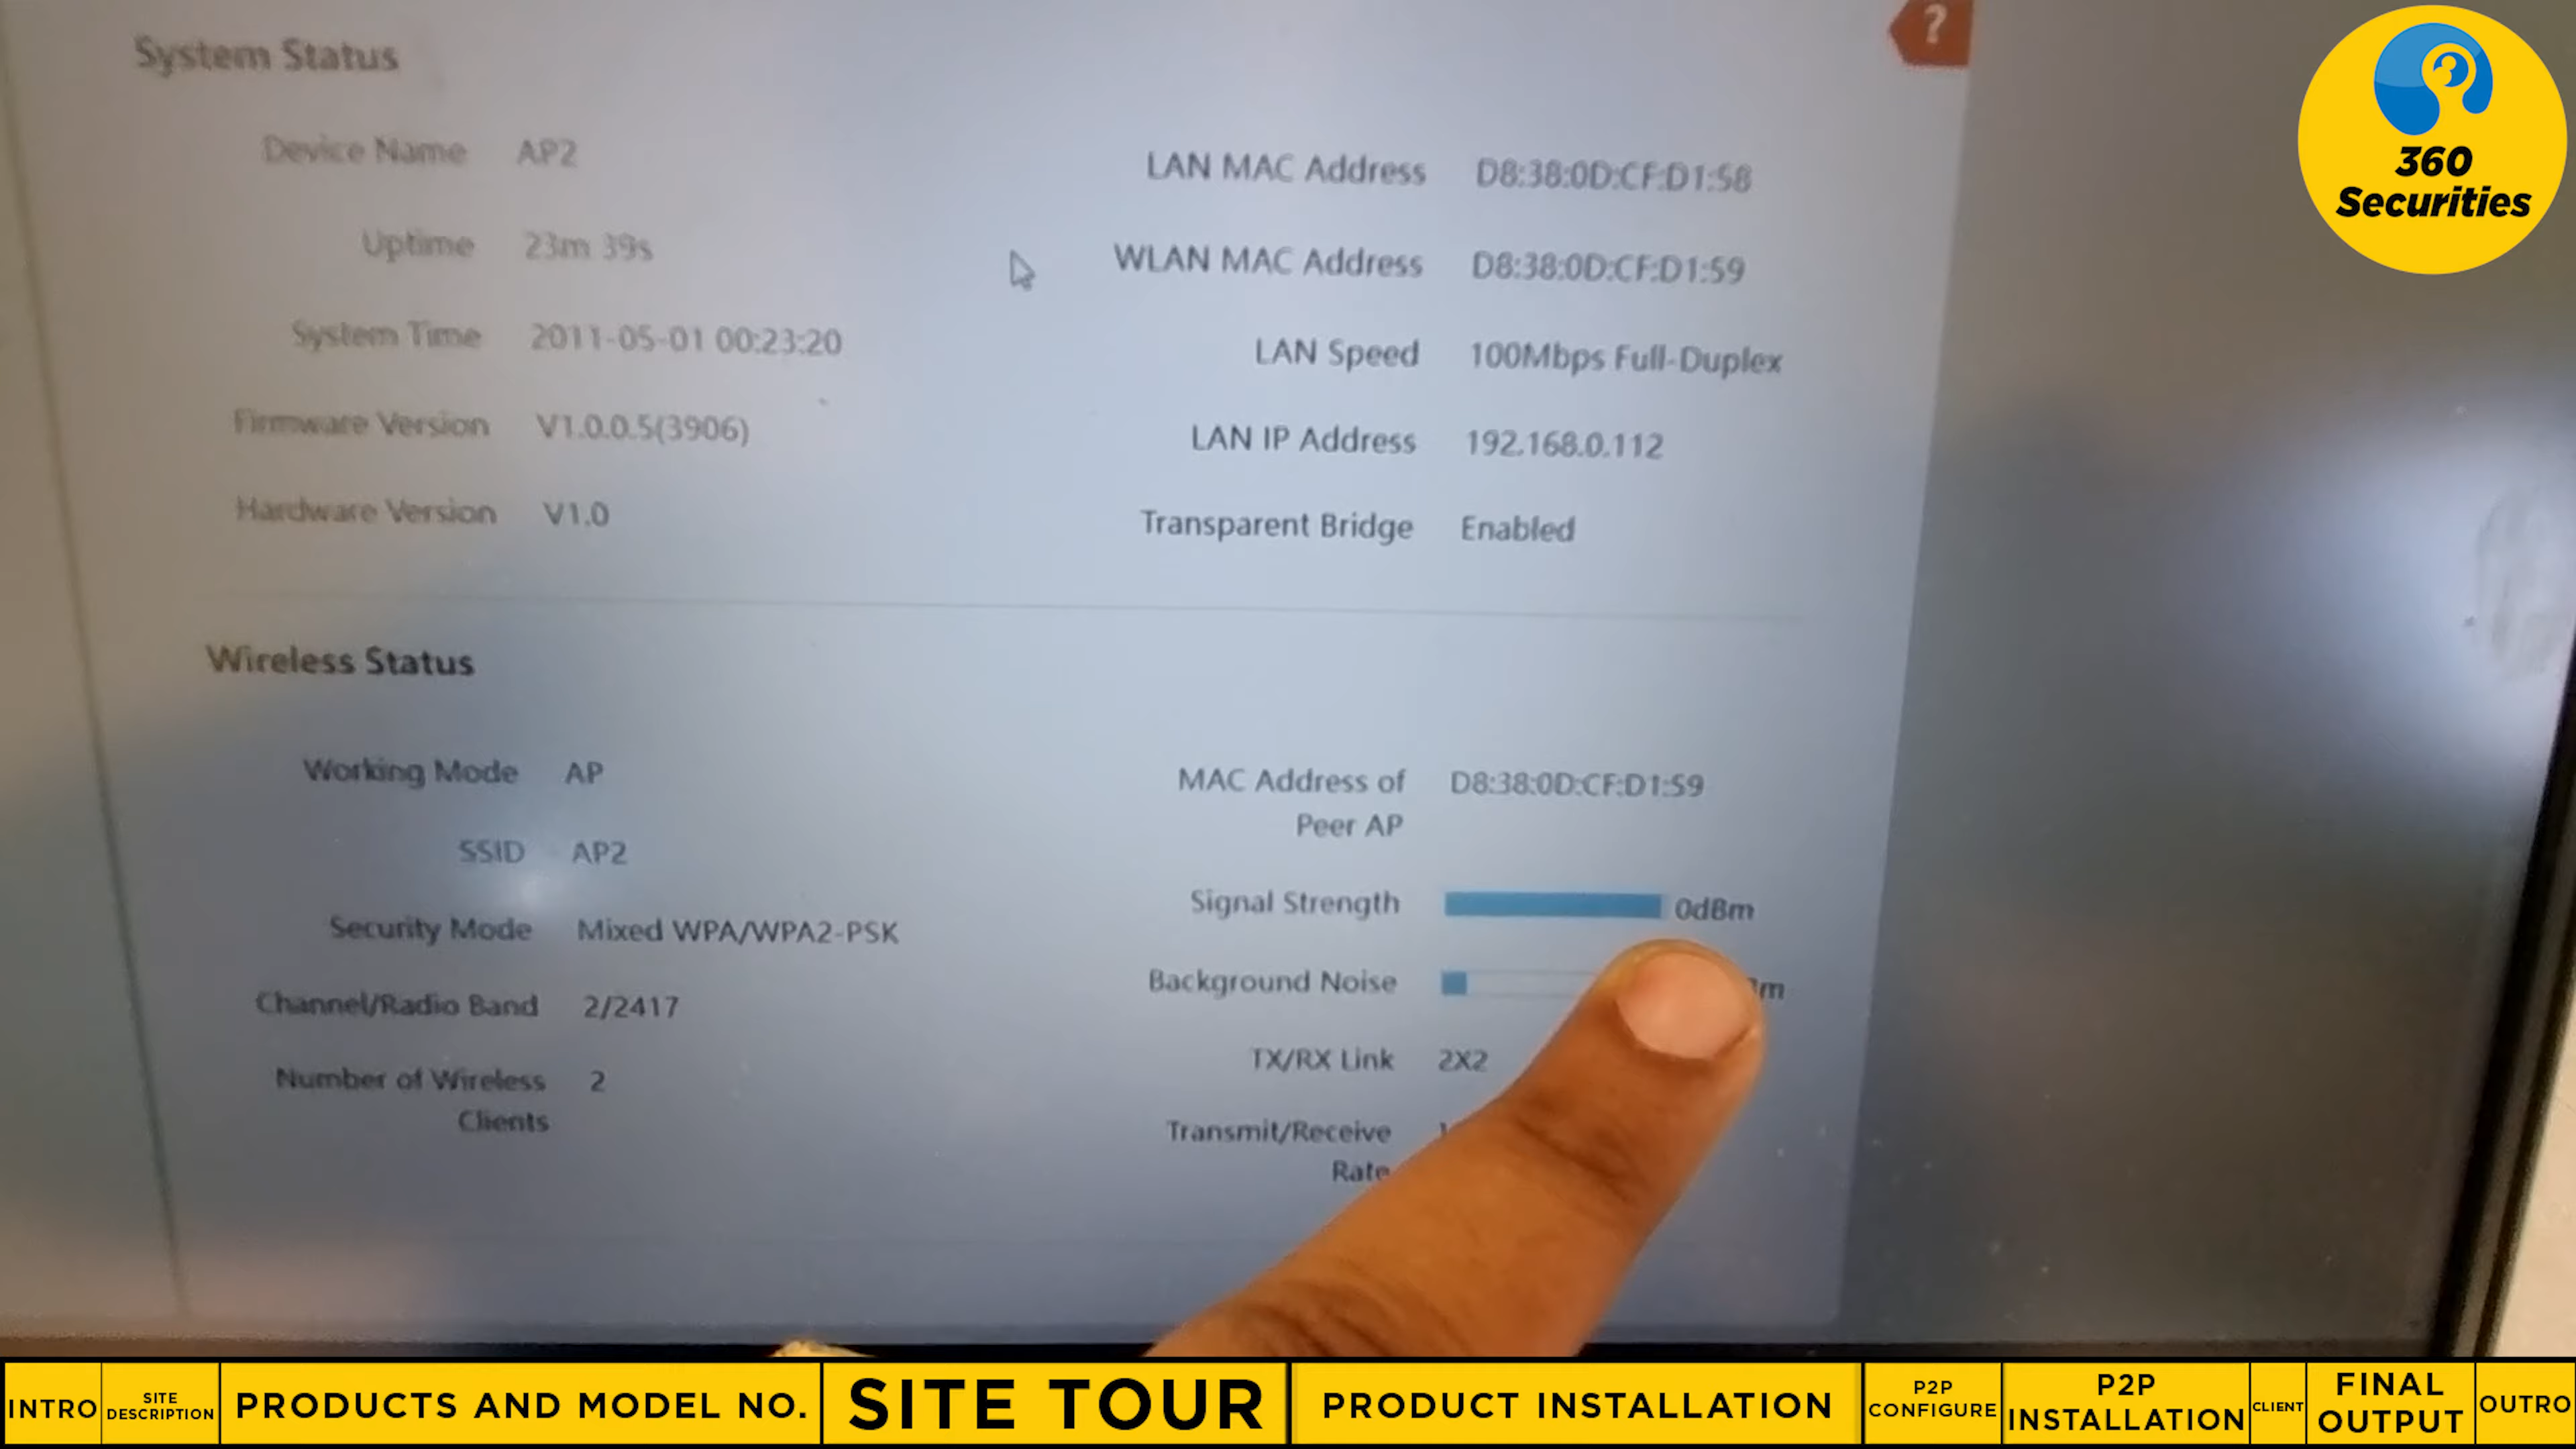 System Status
?
Device Name AP2
LAN MAC Address D8:38:0D:CF:D1:58
Uptime 23m 39s
WLAN MAC Address D8:38:0D:CF:D1:59
System Time 2011-05-01 00:23:20
LAN Speed 100Mbps Full-Duplex
Firmware Version V1.0.0.5(3906)
LAN IP Address 192.168.0.112
Hardware Version V1.0
Transparent Bridge Enabled
Wireless Status
Working Mode AP
MAC Address of D8:38:0D:CF:D1:59
Peer AP
SSID AP2
Signal Strength 0dBm
Security Mode Mixed WPA/WPA2-PSK
Background Noise
Channel/Radio Band 2/2417
TX/RX Link 2X2
Number of Wireless 2
Clients
Transmit/Receive
Rate
360
Securities
INTRO
SITE
DESCRIPTION
PRODUCTS AND MODEL NO.
SITE TOUR
PRODUCT INSTALLATION
P2P
CONFIGURE
P2P
INSTALLATION
CLIENT
FINAL
OUTPUT
OUTRO